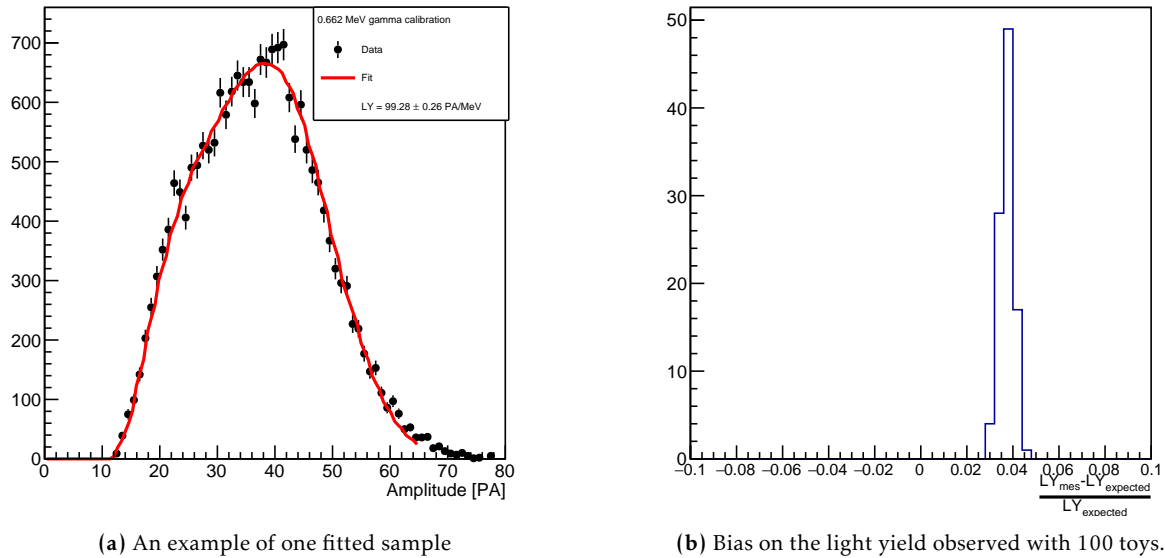 0.662 MeV gamma calibration
Data
Fit
LY = 99.28 ± 0.26 PA/MeV
700
600
500
400
300
200
100
0
0 10 20 30 40 50 60 70 80
Amplitude [PA]
(a) An example of one fitted sample
50
40
30
20
10
0
−0.1 −0.08 −0.06 −0.04 −0.02 0 0.02 0.04 0.06 0.08 0.1
LYmes-LYexpected
LYexpected
(b) Bias on the light yield observed with 100 toys.